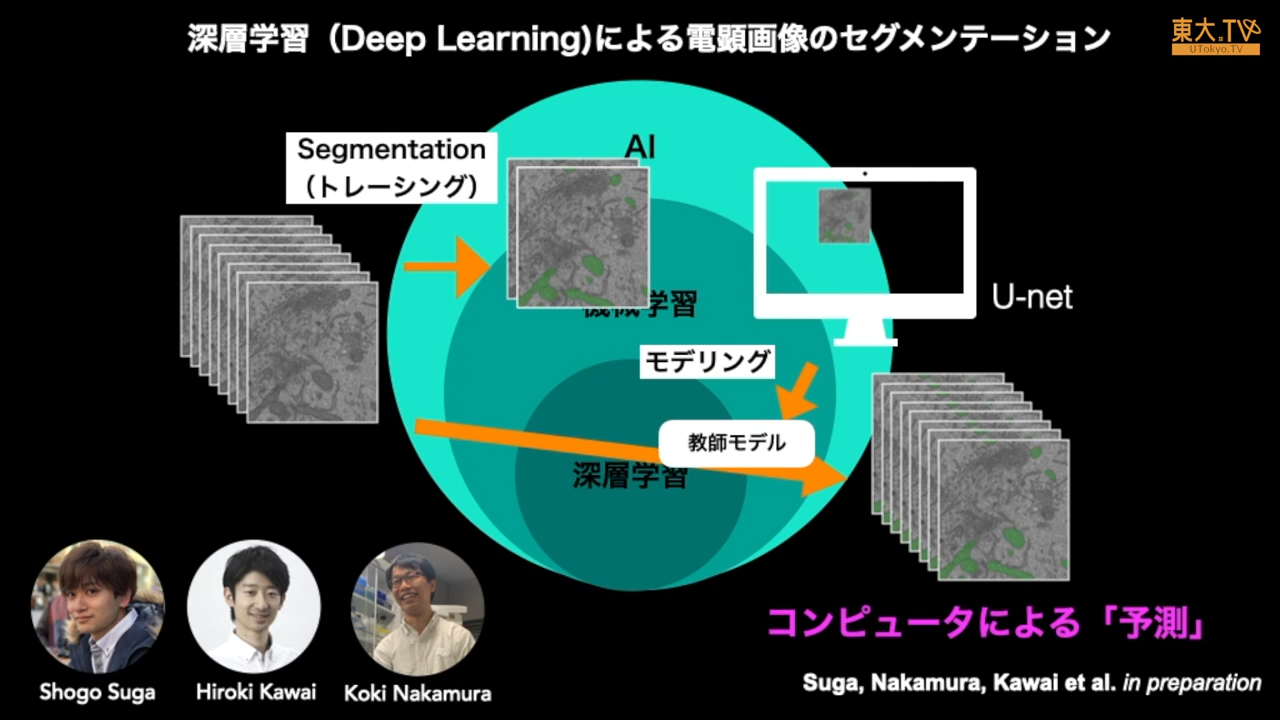 深層学習（Deep Learning)による電顕画像のセグメンテーション
東大.TV
UTokyo.TV
AI
Segmentation
（トレーシング）
機械学習
U-net
モデリング
教師モデル
深層学習
コンピュータによる「予測」
Shogo Suga
Hiroki Kawai
Koki Nakamura
Suga, Nakamura, Kawai et al. in preparation